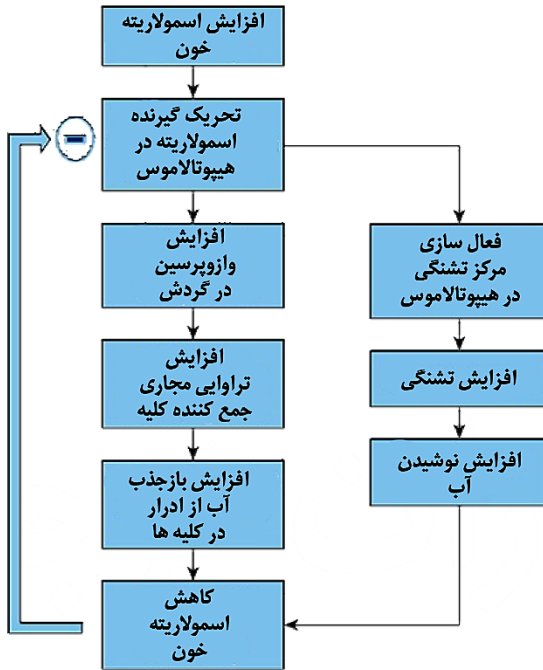 افزایش اسمولاریته
خون
تحریک گیرنده
اسمولاریته در
هیپوتالاموس
افزایش
وازوپرسین
در گردش
افزایش
تراوایی مجاری
جمع کننده کلیه
افزایش بازجذب
آب از ادرار
در کلیه ها
کاهش
اسمولاریته
خون
فعال سازی
مرکز تشنگی
در هیپوتالاموس
افزایش تشنگی
افزایش نوشیدن
آب